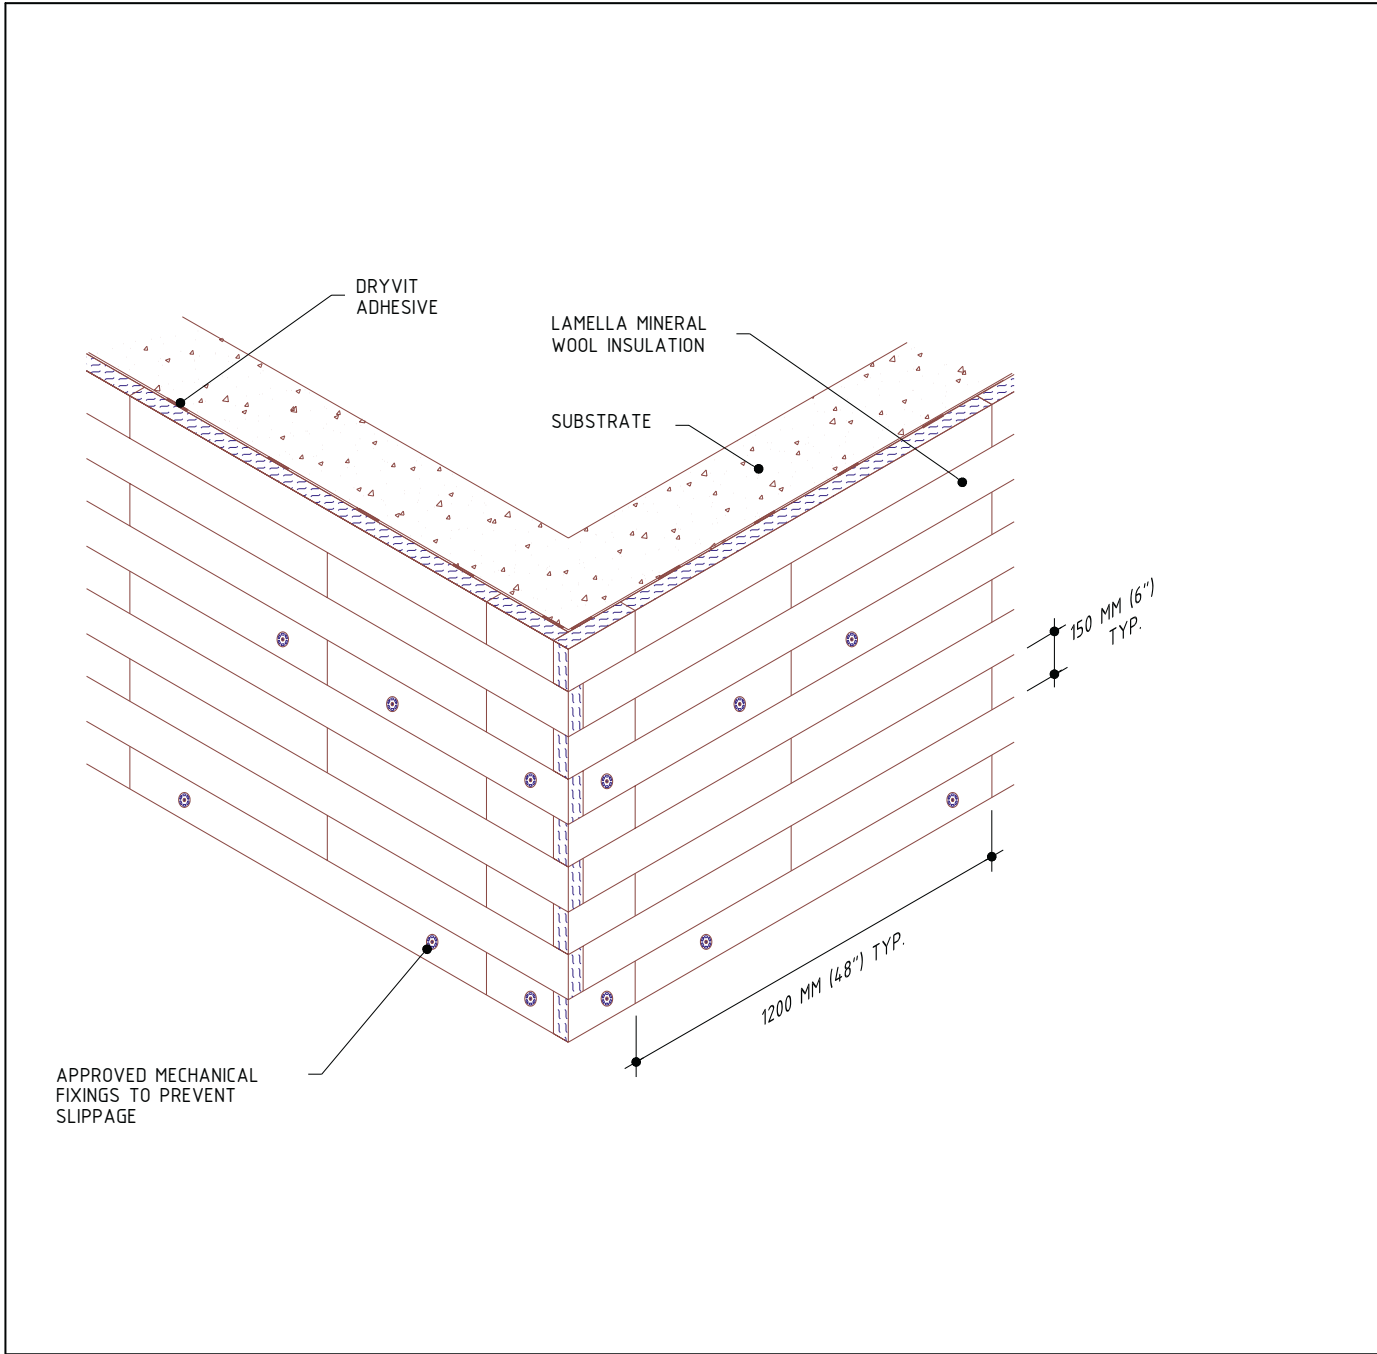 DRYVIT
ADHESIVE
LAMELLA MINERAL
WOOL INSULATION
SUBSTRATE
150 MM (6")
TYP.
1200 MM (48") TYP.
APPROVED MECHANICAL
FIXINGS TO PREVENT
SLIPPAGE